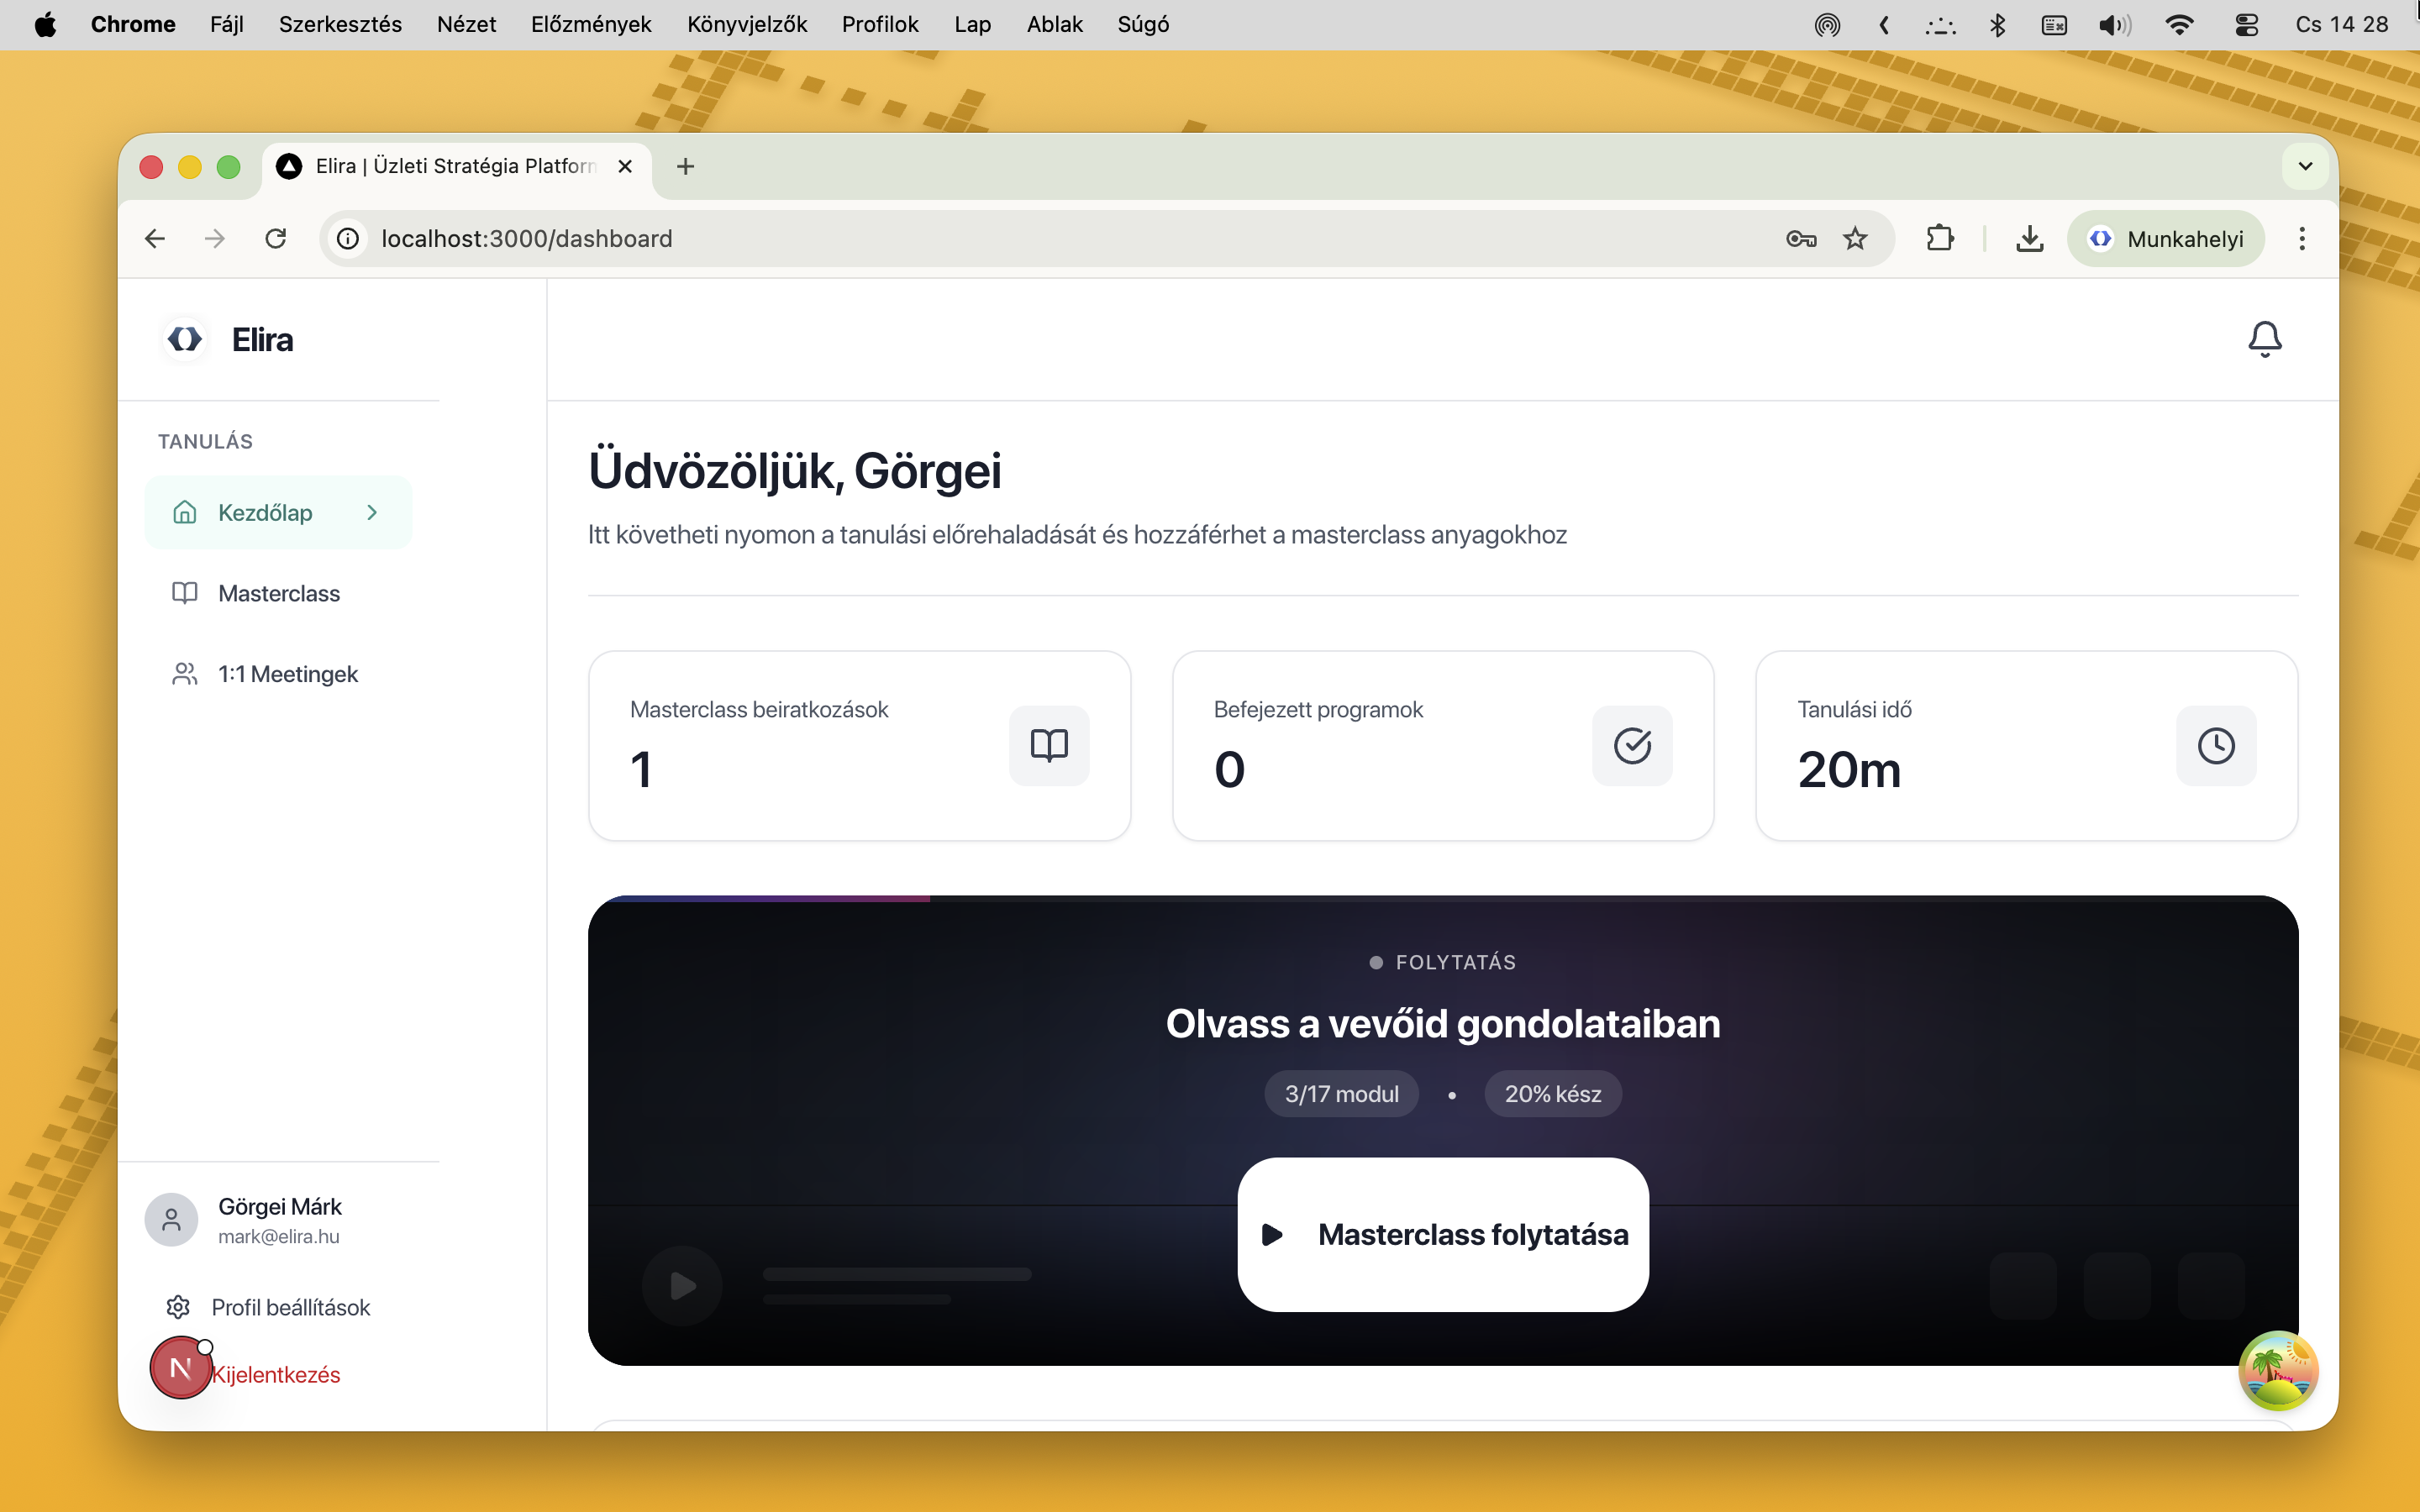 Chrome Fájl Szerkesztés Nézet Előzmények Könyvjelzők Profilok Lap Ablak Súgó Cs 14 28
Elira | Üzleti Stratégia Platform
localhost:3000/dashboard
Munkahelyi
Elira
TANULÁS
Kezdőlap
Masterclass
1:1 Meetingek
Görgei Márk
mark@elira.hu
Profil beállítások
N
Kijelentkezés
Üdvözöljük, Görgei
Itt követheti nyomon a tanulási előrehaladását és hozzáférhet a masterclass anyagokhoz
Masterclass beiratkozások
1
Befejezett programok
0
Tanulási idő
20m
FOLYTATÁS
Olvass a vevőid gondolataiban
3/17 modul • 20% kész
Masterclass folytatása